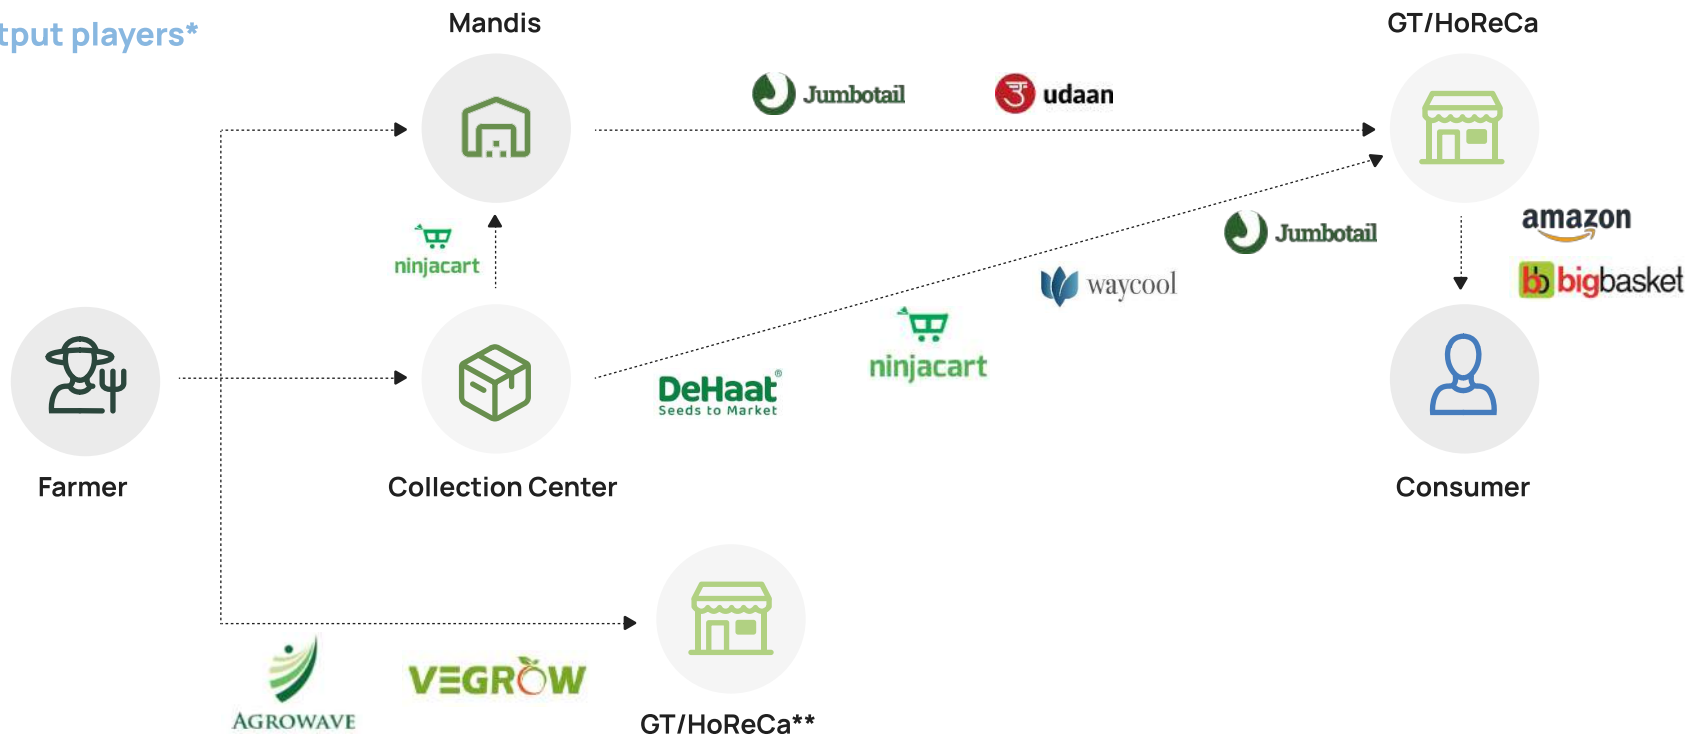 tput players*
Mandis
GT/HoReCa
Jumbotail
उ udaan
ninjacart
Jumbotail
amazon
waycool
bb bigbasket
ninjacart
DeHaat®
Seeds to Market
Farmer
Collection Center
Consumer
AGROWAVE
VEGROW
GT/HoReCa**